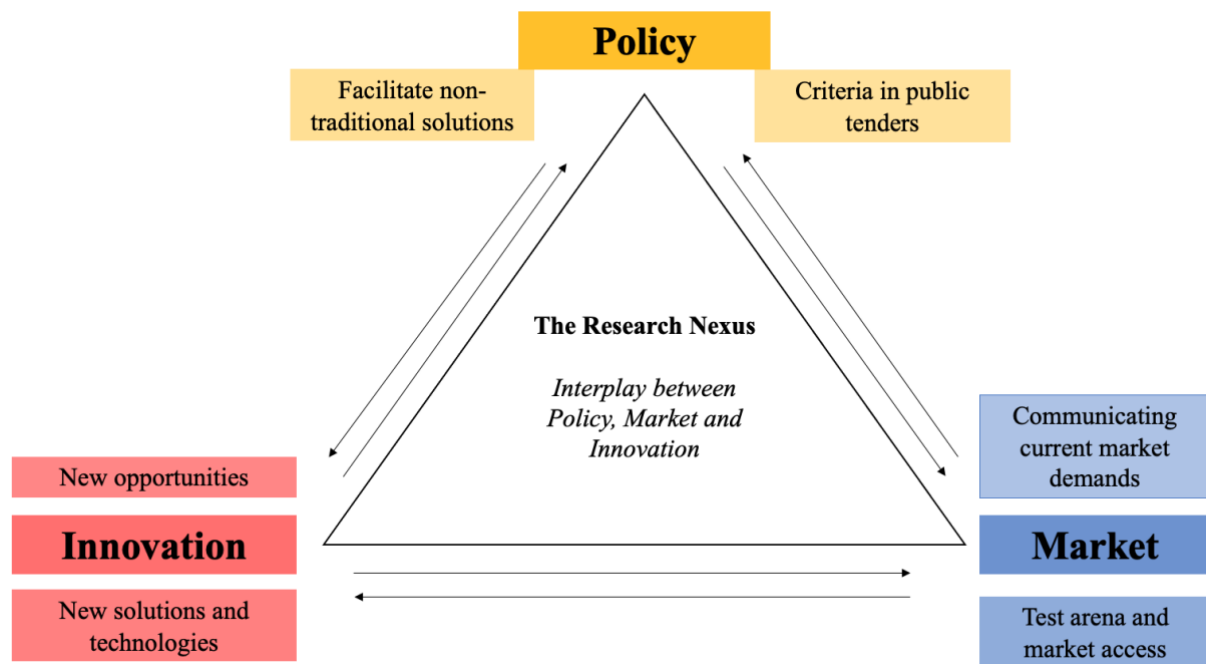 Policy
Facilitate non-
traditional solutions
Criteria in public
tenders
The Research Nexus
Interplay between
Policy, Market and
Innovation
New opportunities
Innovation
New solutions and
technologies
Communicating
current market
demands
Market
Test arena and
market access